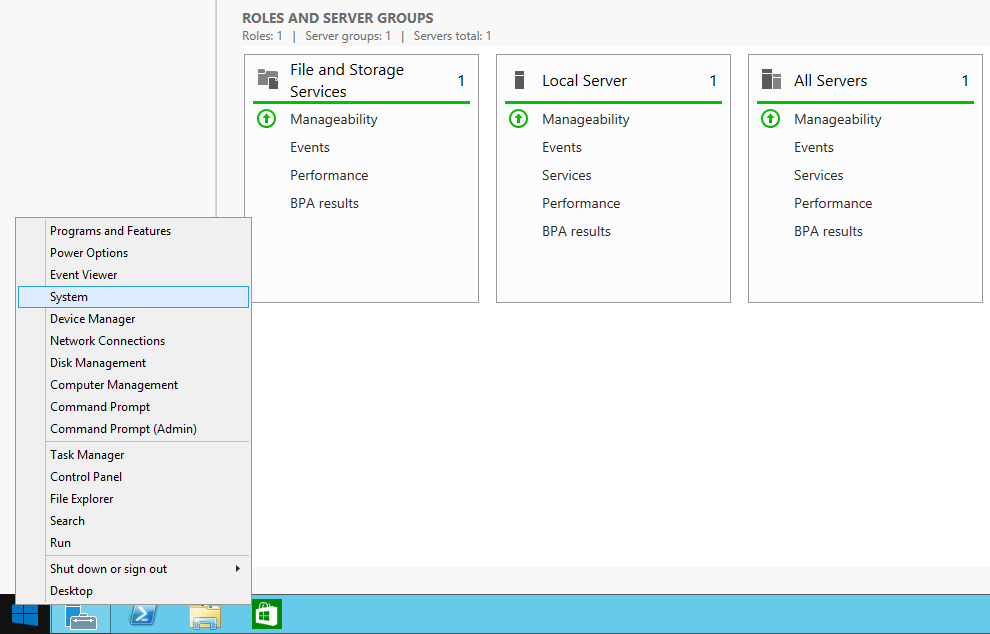 ROLES AND SERVER GROUPS
Roles: 1 | Server groups: 1 | Servers total: 1
File and Storage
Services
1
Manageability
Events
Performance
BPA results
Local Server
1
Manageability
Events
Services
Performance
BPA results
All Servers
1
Manageability
Events
Services
Performance
BPA results
Programs and Features
Power Options
Event Viewer
System
Device Manager
Network Connections
Disk Management
Computer Management
Command Prompt
Command Prompt (Admin)
Task Manager
Control Panel
File Explorer
Search
Run
Shut down or sign out
Desktop